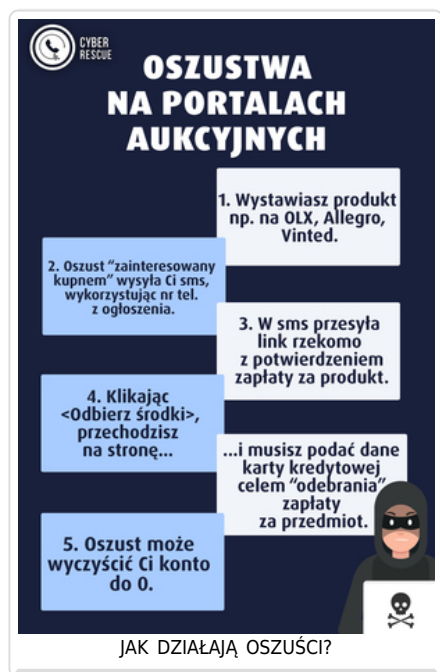 CYBER
RESCUE
OSZUSTWA
NA PORTALACH
AUKCYJNYCH
1. Wystawiasz produkt
np. na OLX, Allegro,
Vinted.
2. Oszust "zainteresowany
kupnem" wysyła Ci sms,
wykorzystując nr tel.
z ogłoszenia.
3. W sms przesyła
link rzekomo
z potwierdzeniem
zapłaty za produkt.
4. Klikając
<Odbierz środki>,
przechodzisz
na stronę...
...i musisz podać dane
karty kredytowej
celem "odebrania"
zapłaty
za przedmiot.
5. Oszust może
wyczyścić Ci konto
do 0.
JAK DZIAŁAJĄ OSZUŚCI?